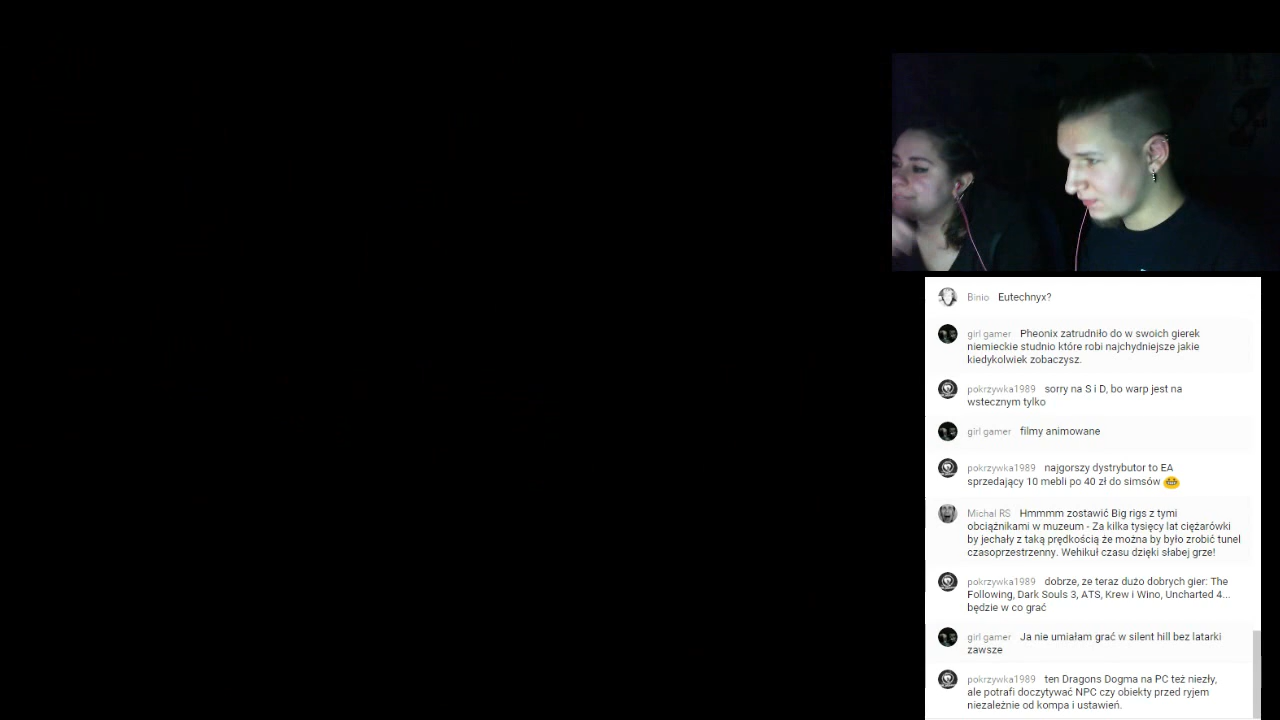 Binio Eutechnyx?
girl gamer Pheonix zatrudniło do w swoich gierek
niemieckie studnio które robi najchydniejsze jakie
kiedykolwiek zobaczysz.
pokrzywka1989 sorry na S i D, bo warp jest na
wstecznym tylko
girl gamer filmy animowane
pokrzywka1989 najgorszy dystrybutor to EA
sprzedający 10 mebli po 40 zł do simsów 😂
Michal RS Hmmmm zostawić Big rigs z tymi
obciążnikami w muzeum - Za kilka tysięcy lat ciężarówki
by jechały z taką prędkością że można by było zrobić tunel
czasoprzestrzenny. Wehikuł czasu dzięki słabej grze!
pokrzywka1989 dobrze, ze teraz dużo dobrych gier: The
Following, Dark Souls 3, ATS, Krew i Wino, Uncharted 4...
będzie w co grać
girl gamer Ja nie umiałam grać w silent hill bez latarki
zawsze
pokrzywka1989 ten Dragons Dogma na PC też niezły,
ale potrafi doczytywać NPC czy obiekty przed ryjem
niezależnie od kompa i ustawień.